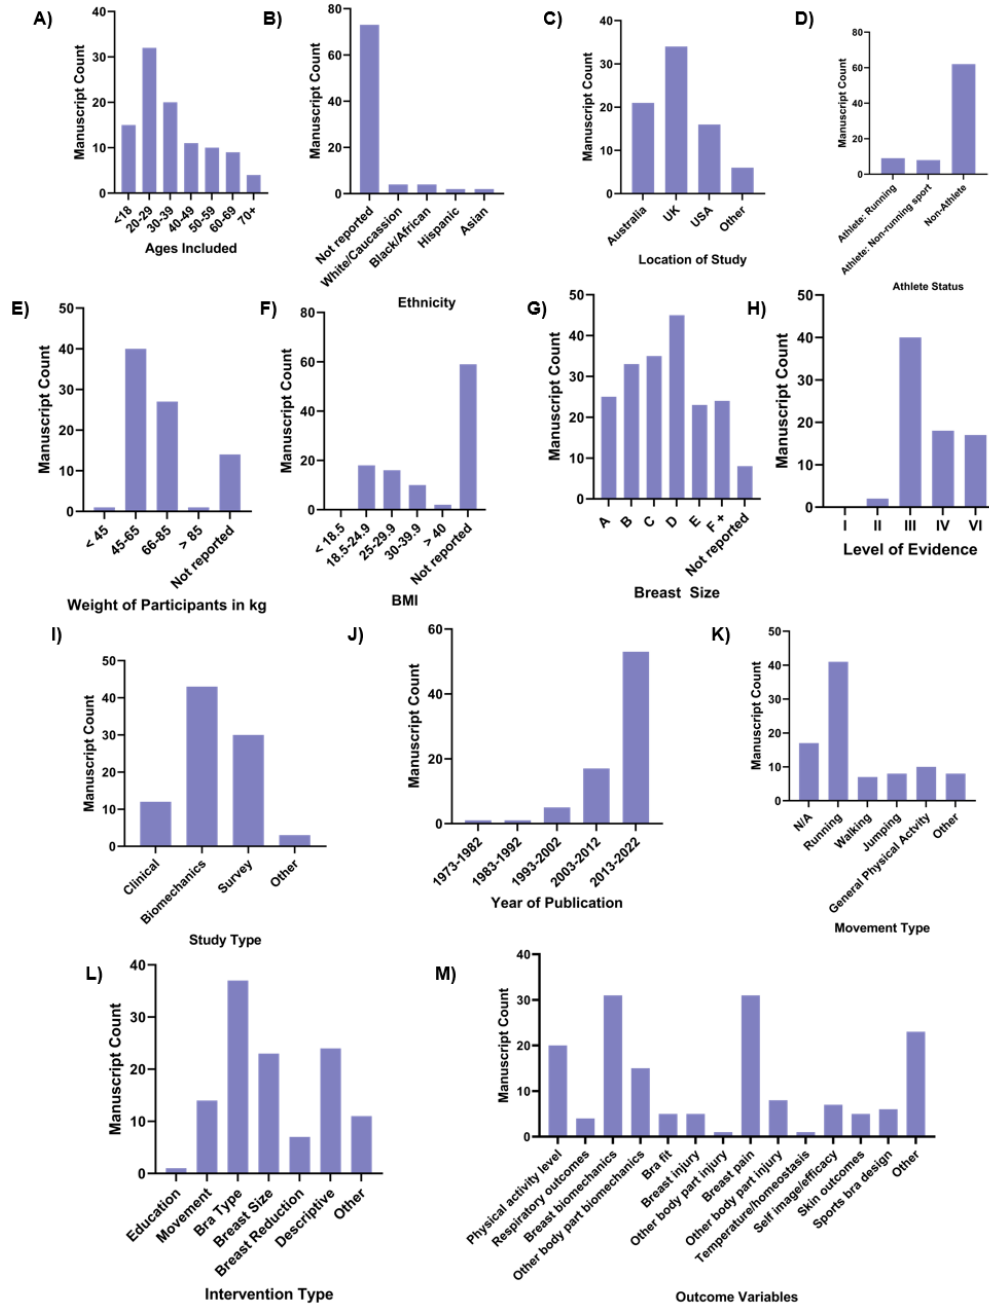 A)
Manuscript Count
40
30
20
10
0
<18
20-29
30-39
40-49
50-59
60-69
70+
Ages Included
B)
Manuscript Count
80
60
40
20
0
Not reported
White/Caucassion
Black/African
Hispanic
Asian
Ethnicity
C)
Manuscript Count
40
30
20
10
0
Australia
UK
USA
Other
Location of Study
D)
Manuscript Count
80
60
40
20
0
Athlete: Running
Athlete: Non-running sport
Non-Athlete
Athlete Status
E)
Manuscript Count
50
40
30
20
10
0
< 45
45-65
66-85
> 85
Not reported
Weight of Participants in kg
F)
Manuscript Count
80
60
40
20
0
< 18.5
18.5-24.9
25-29.9
30-39.9
> 40
Not reported
BMI
G)
Manuscript Count
50
40
30
20
10
0
A
B
C
D
E
F +
Not reported
Breast Size
H)
Manuscript Count
50
40
30
20
10
0
I
II
III
IV
VI
Level of Evidence
I)
Manuscript Count
50
40
30
20
10
0
Clinical
Biomechanics
Survey
Other
Study Type
J)
Manuscript Count
60
40
20
0
1973-1982
1983-1992
1993-2002
2003-2012
2013-2022
Year of Publication
K)
Manuscript Count
50
40
30
20
10
0
N/A
Running
Walking
Jumping
General Physical Actvity
Other
Movement Type
L)
Manuscript Count
40
30
20
10
0
Education
Movement
Bra Type
Breast Size
Breast Reduction
Descriptive
Other
Intervention Type
M)
Manuscript Count
40
30
20
10
0
Physical activity level
Respiratory outcomes
Breast biomechanics
Other body part biomechanics
Bra fit
Breast injury
Other body part injury
Breast pain
Other body part injury
Temperature/homeostasis
Self image/efficacy
Skin outcomes
Sports bra design
Other
Outcome Variables